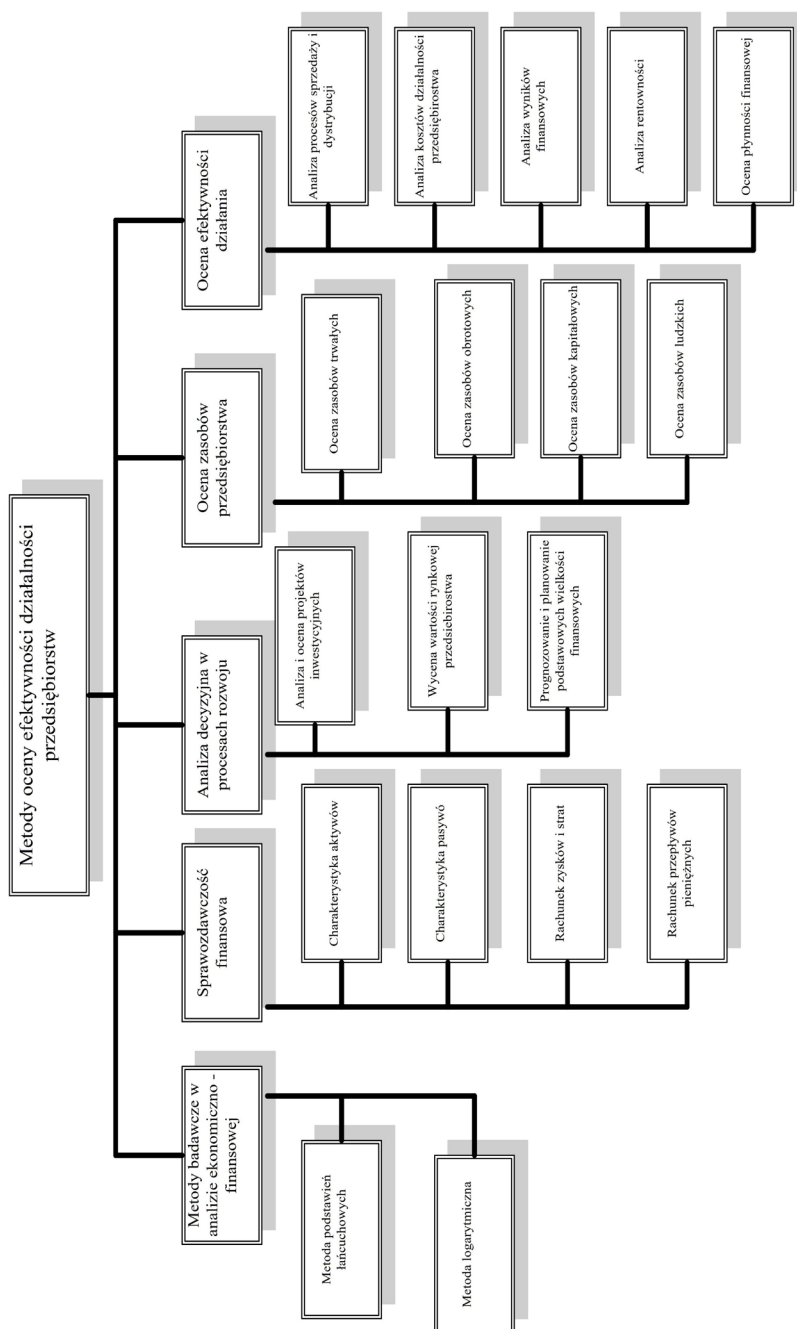 Metody oceny efektywności działalności
przedsiębiorstw
Metody badawcze w
analizie ekonomiczno -
finansowej
Metoda podstawień
łańcuchowych
Metoda logarytmiczna
Sprawozdawczość
finansowa
Charakterystyka aktywów
Charakterystyka pasywó
Rachunek zysków i strat
Rachunek przepływów
pieniężnych
Analiza decyzyjna w
procesach rozwoju
Analiza i ocena projektów
inwestycyjnych
Wycena wartości rynkowej
przedsiebirostwa
Prognozowanie i planowanie
podstawowych wielkości
finansowych
Ocena zasobów
przedsiębiorstwa
Ocena zasobów trwałych
Ocena zasobów obrotowych
Ocena zasobów kapitałowych
Ocena zasobów ludzkich
Ocena efektywności
działania
Analiza procesów sprzedaży i
dystrybucji
Analiza kosztów działalności
przedsiębirostwa
Analiza wyników
finansowych
Analiza rentowności
Ocena płynności finansowej